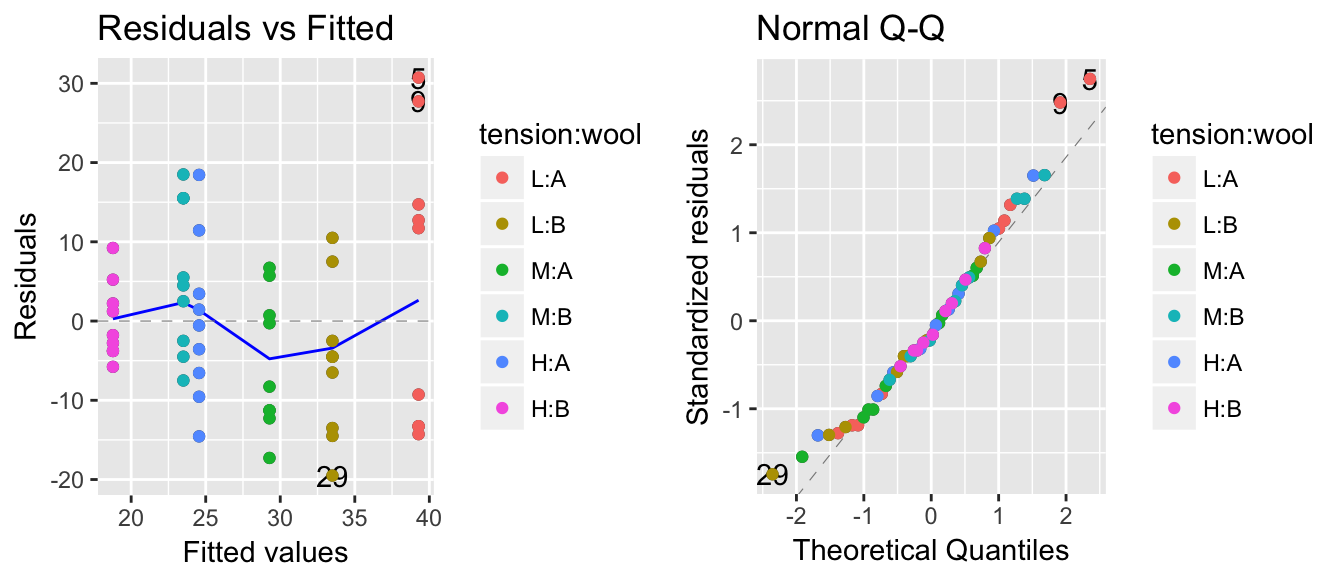 Residuals vs Fitted
Residuals
30
20
10
0
-10
-20
5
9
29
20
25
30
35
40
Fitted values
tension:wool
L:A
L:B
M:A
M:B
H:A
H:B
Normal Q-Q
Standardized residuals
2
1
0
-1
5
9
29
-2
-1
0
1
2
Theoretical Quantiles
tension:wool
L:A
L:B
M:A
M:B
H:A
H:B